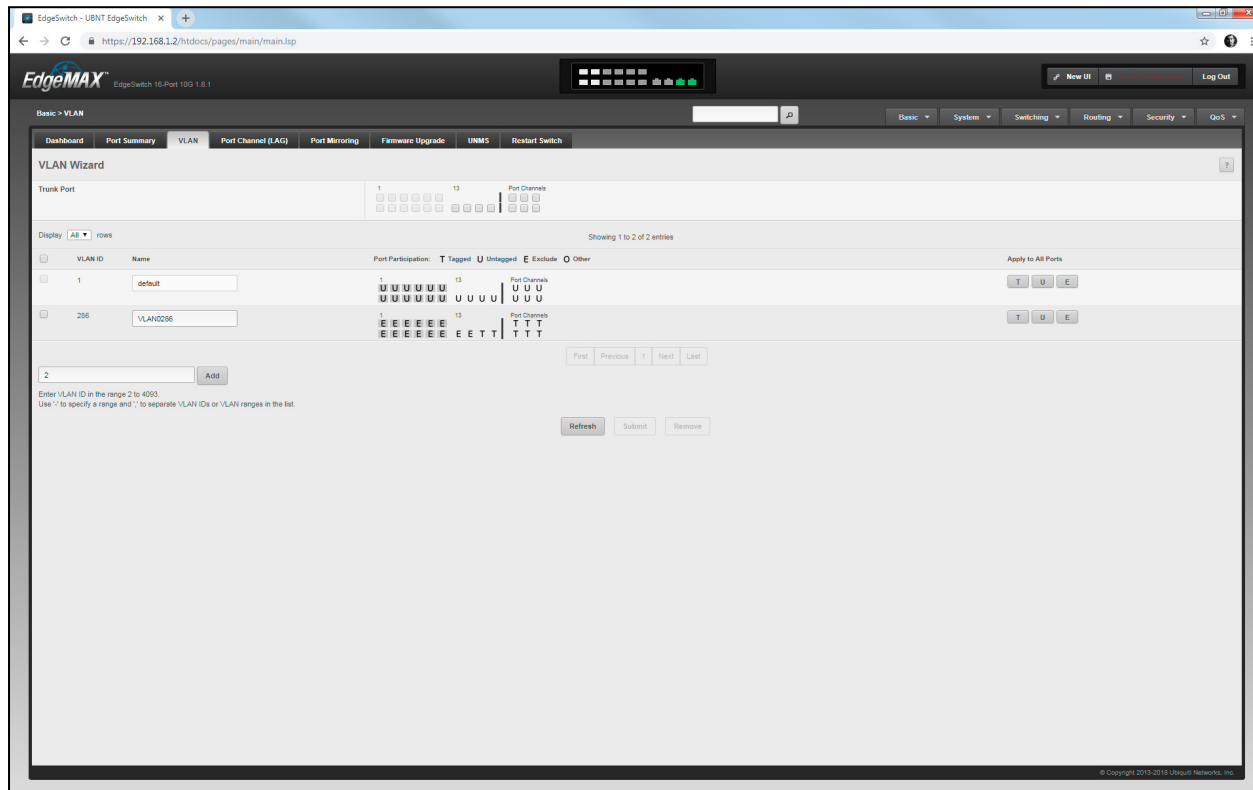 EdgeSwitch - UBNT EdgeSwitch
https://192.168.1.2/htdocs/pages/main/main.lsp
EdgeMAX™ EdgeSwitch 16-Port 10G 1.8.1
New UI Log Out
Basic > VLAN
Basic System Switching Routing Security QoS
Dashboard Port Summary VLAN Port Channel (LAG) Port Mirroring Firmware Upgrade UNMS Restart Switch
VLAN Wizard ?
Trunk Port
1 13 Port Channels
Display All rows Showing 1 to 2 of 2 entries
VLAN ID Name Port Participation: T Tagged U Untagged E Exclude O Other Apply to All Ports
1 default T U E
1 13 Port Channels
U U U U U U U U U
U U U U U U U U U U U U U
286 VLAN0286 T U E
1 13 Port Channels
E E E E E E T T T
E E E E E E E E T T T T T
First Previous 1 Next Last
2 Add
Enter VLAN ID in the range 2 to 4093.
Use '-' to specify a range and ',' to separate VLAN IDs or VLAN ranges in the list.
Refresh Submit Remove
© Copyright 2013-2018 Ubiquiti Networks, Inc.